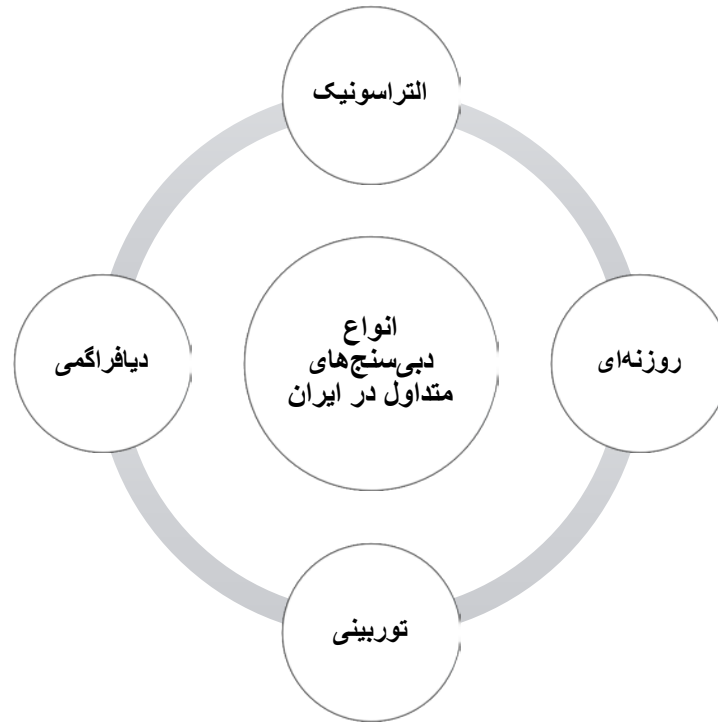 التراسونیک
روزنه‌ای
انواع
دبی‌سنج‌های
متداول در ایران
دیافراگمی
توربینی